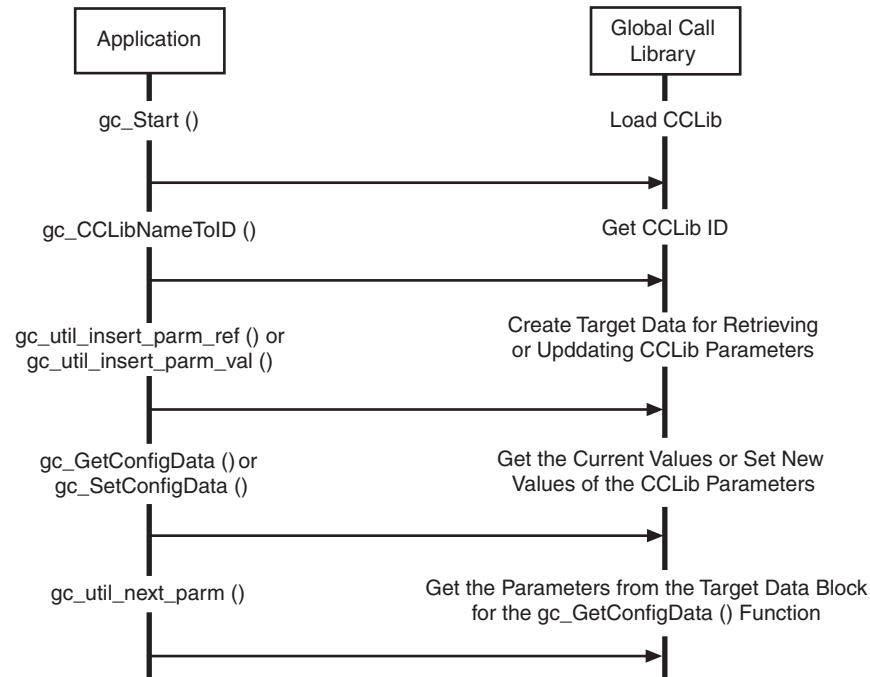 Application
Global Call
Library
gc_Start ()
Load CCLib
gc_CCLibNameToID ()
Get CCLib ID
gc_util_insert_parm_ref () or
gc_util_insert_parm_val ()
Create Target Data for Retrieving
or Upddating CCLib Parameters
gc_GetConfigData () or
gc_SetConfigData ()
Get the Current Values or Set New
Values of the CCLib Parameters
gc_util_next_parm ()
Get the Parameters from the Target Data Block
for the gc_GetConfigData () Function